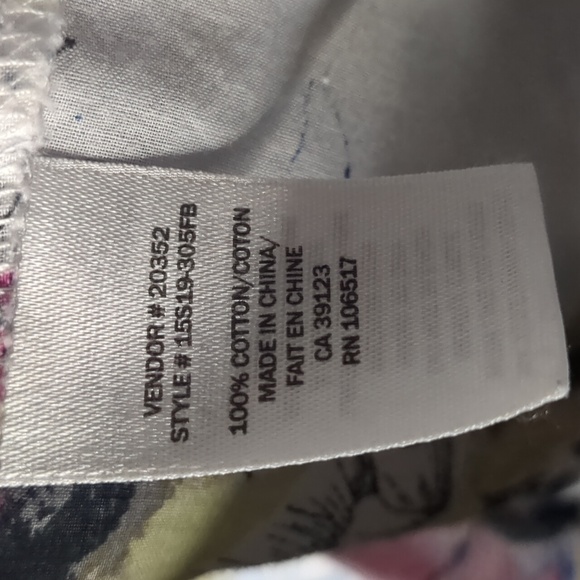 VENDOR # 20352
STYLE # 15S19-305FB
100% COTTON/COTON
MADE IN CHINA/
FAIT EN CHINE
CA 39123
RN 106517